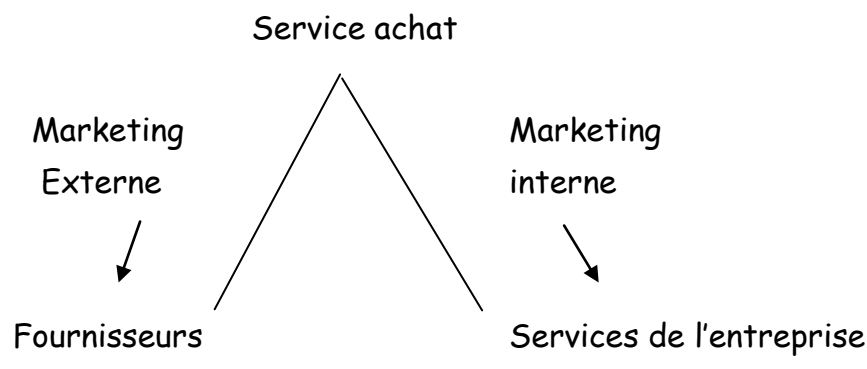 Service achat
Marketing
Externe
Marketing
interne
Fournisseurs
Services de l'entreprise